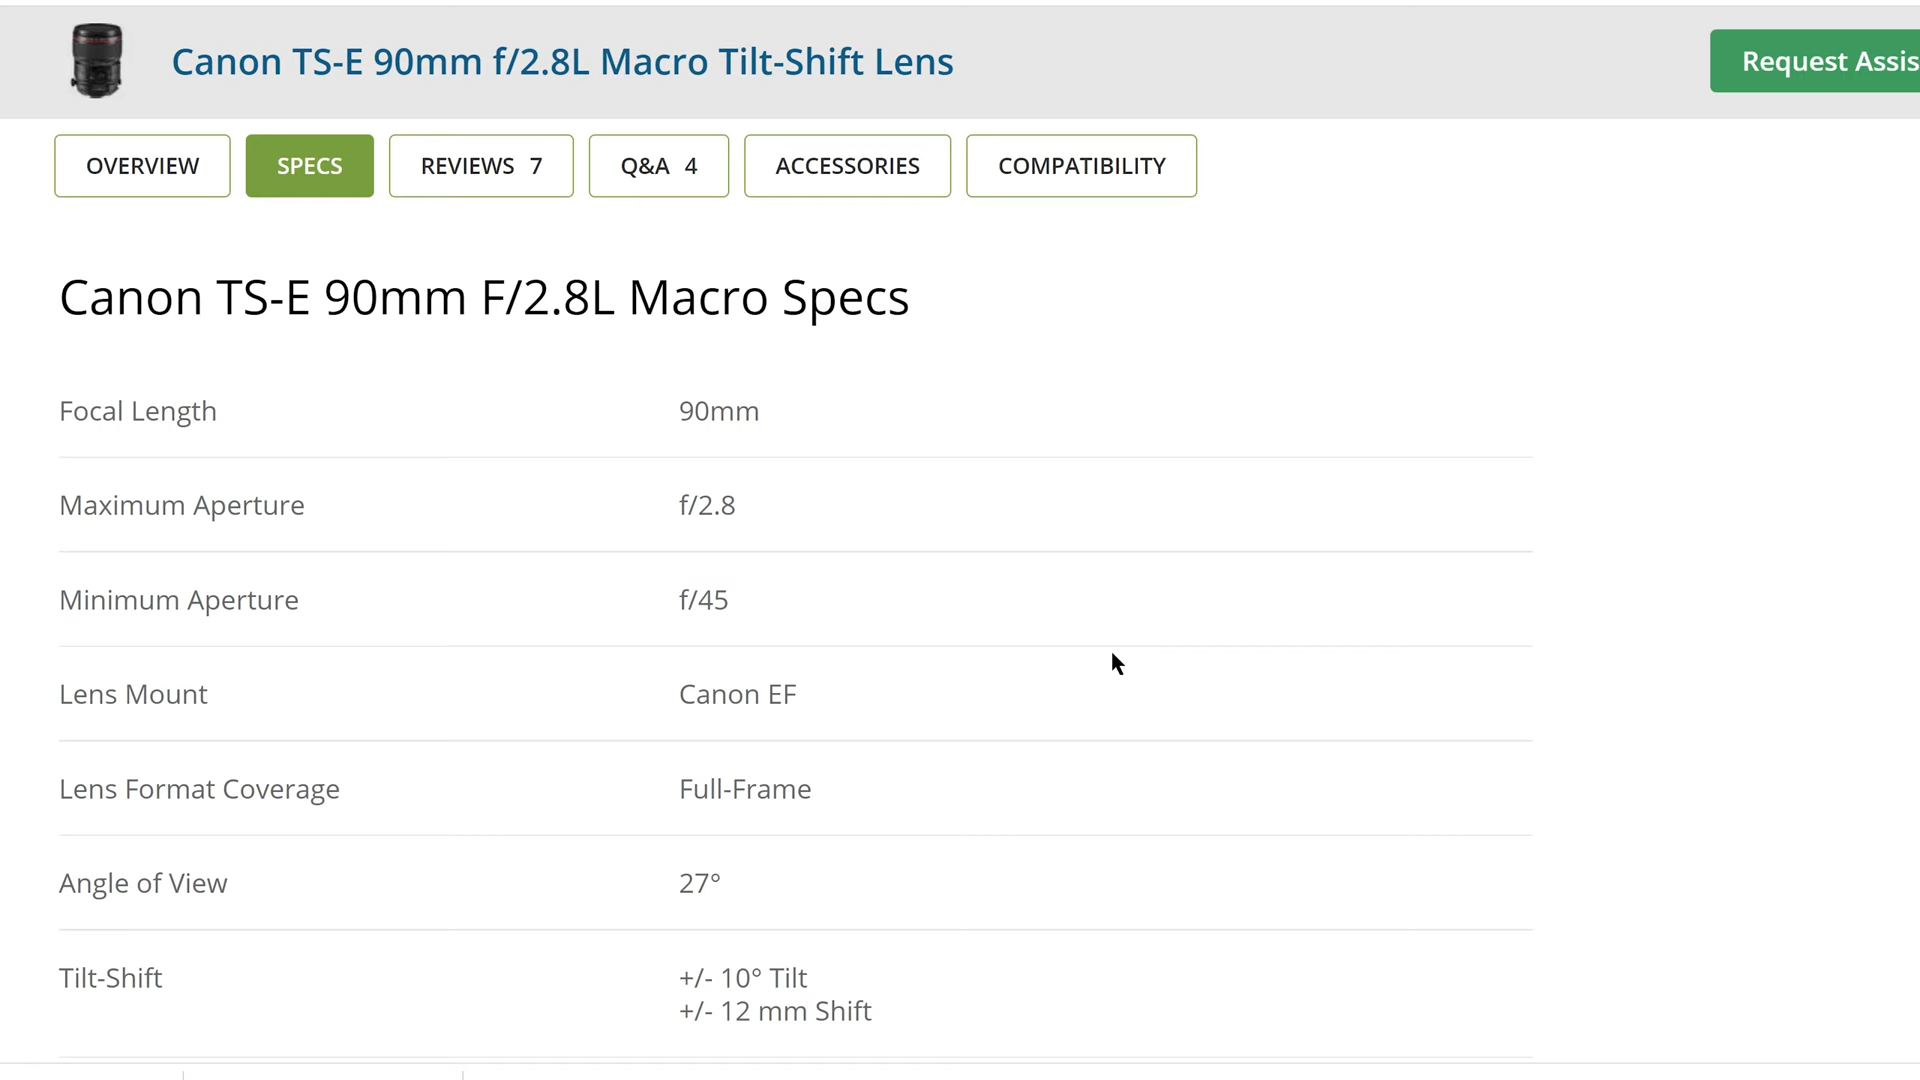 Canon TS-E 90mm f/2.8L Macro Tilt-Shift Lens
Request Assis
OVERVIEW
SPECS
REVIEWS 7
Q&A 4
ACCESSORIES
COMPATIBILITY
Canon TS-E 90mm F/2.8L Macro Specs
Focal Length 90mm
Maximum Aperture f/2.8
Minimum Aperture f/45
Lens Mount Canon EF
Lens Format Coverage Full-Frame
Angle of View 27°
Tilt-Shift +/- 10° Tilt
+/- 12 mm Shift